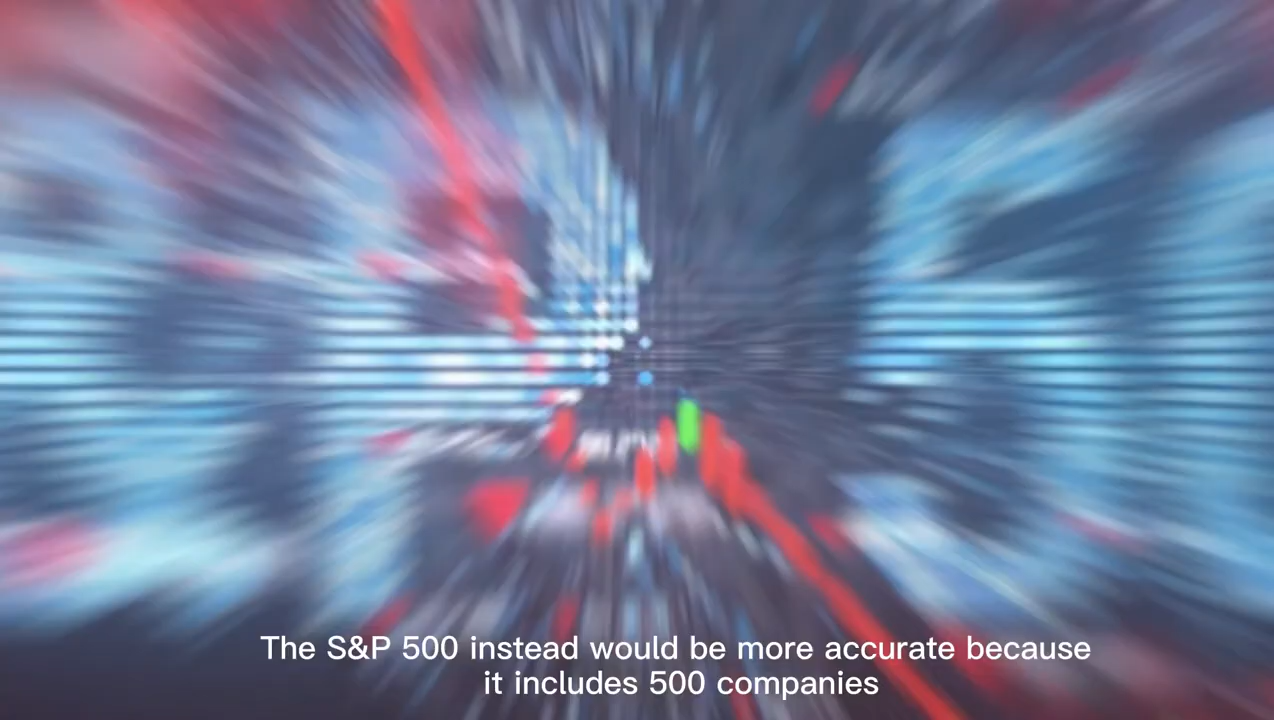 The S&P 500 instead would be more accurate because
it includes 500 companies